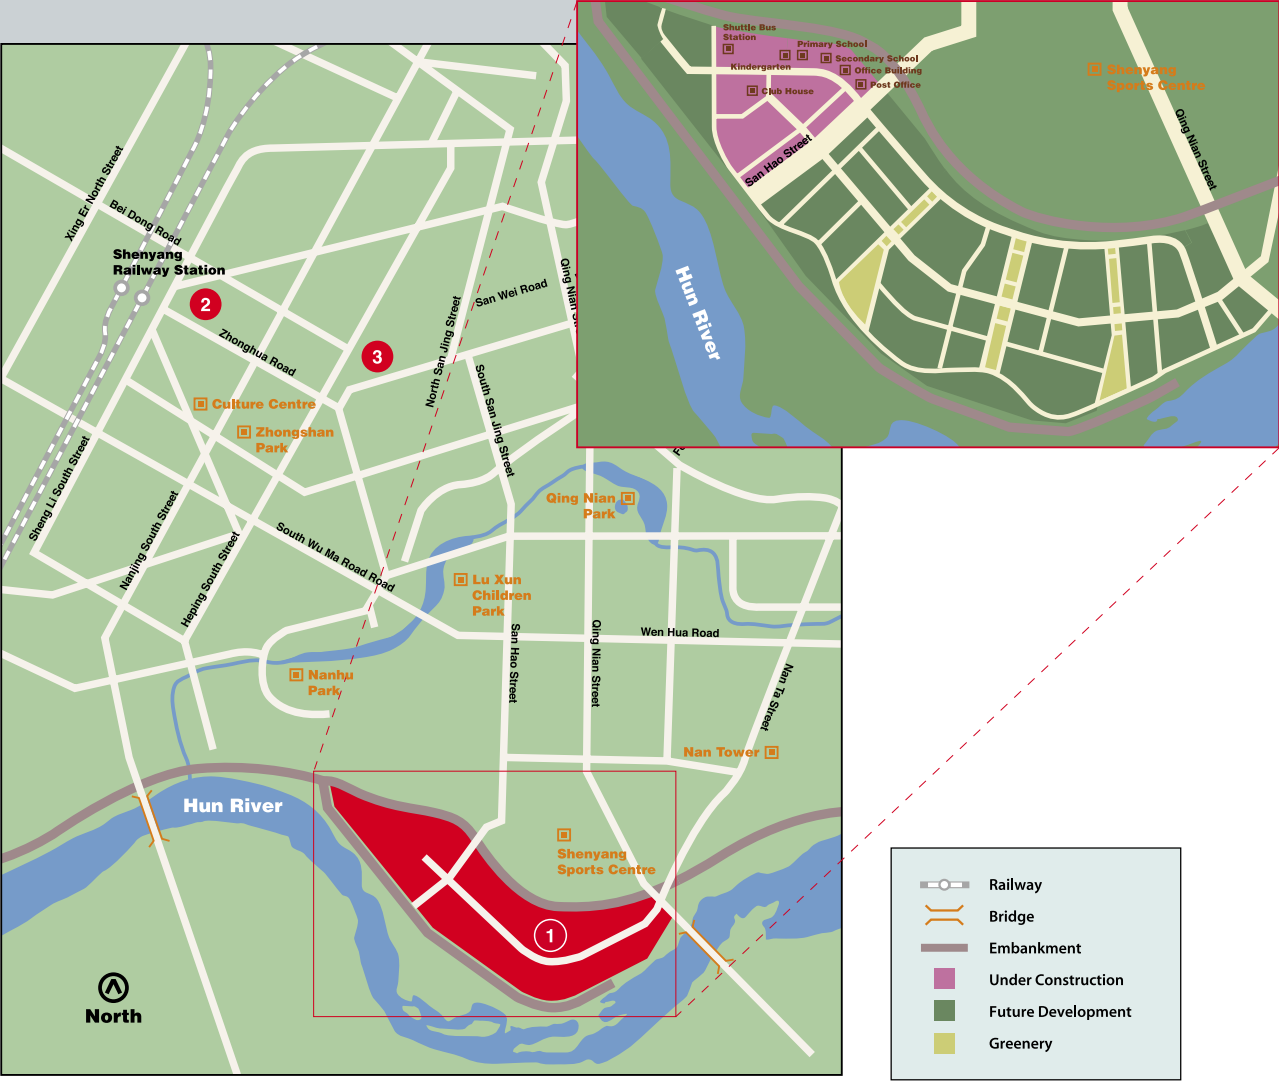 Shuttle Bus
Station
Primary School
Secondary School
Kindergarten
Office Building
Post Office
Club House
San Hao Street
Shenyang
Sports Centre
Qing Nian Street
Hun River
Xing Er North Street
Bei Dong Road
Shenyang
Railway Station
2
Zhonghua Road
3
North San Jing Street
San Wei Road
Qing Nian St
South San Jing Street
Culture Centre
Zhongshan
Park
Sheng Li South Street
Nanjing South Street
Heping South Street
South Wu Ma Road Road
Qing Nian
Park
Lu Xun
Children
Park
San Hao Street
Qing Nian Street
Wen Hua Road
Nan Ta Street
Nanhu
Park
Nan Tower
Hun River
Shenyang
Sports Centre
1
North
Railway
Bridge
Embankment
Under Construction
Future Development
Greenery